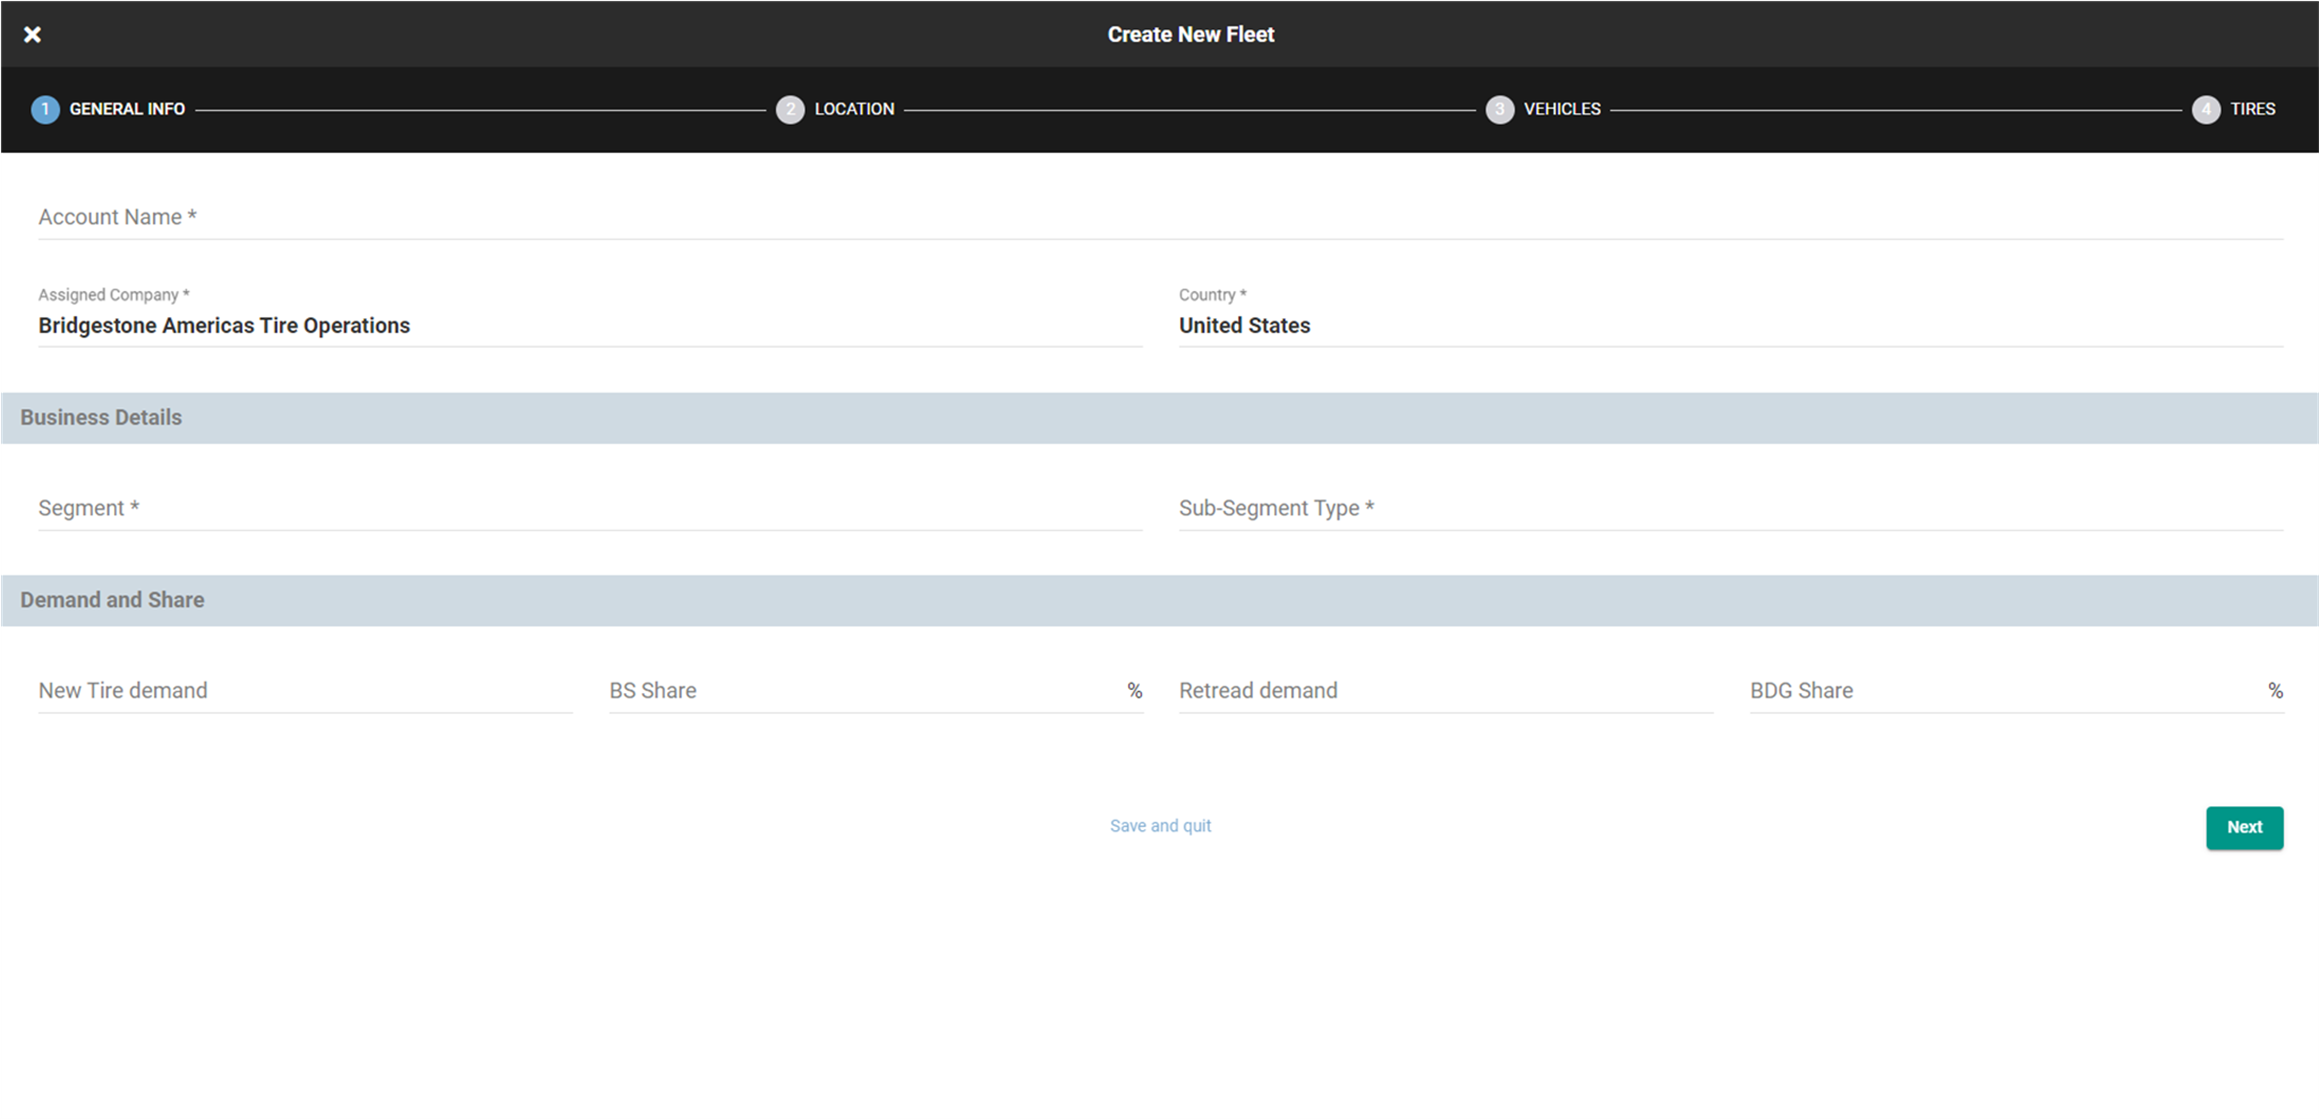 Create New Fleet
1 GENERAL INFO 2 LOCATION 3 VEHICLES 4 TIRES
Account Name *
Assigned Company * Country *
Bridgestone Americas Tire Operations United States
Business Details
Segment * Sub-Segment Type *
Demand and Share
New Tire demand BS Share % Retread demand BDG Share %
Save and quit Next